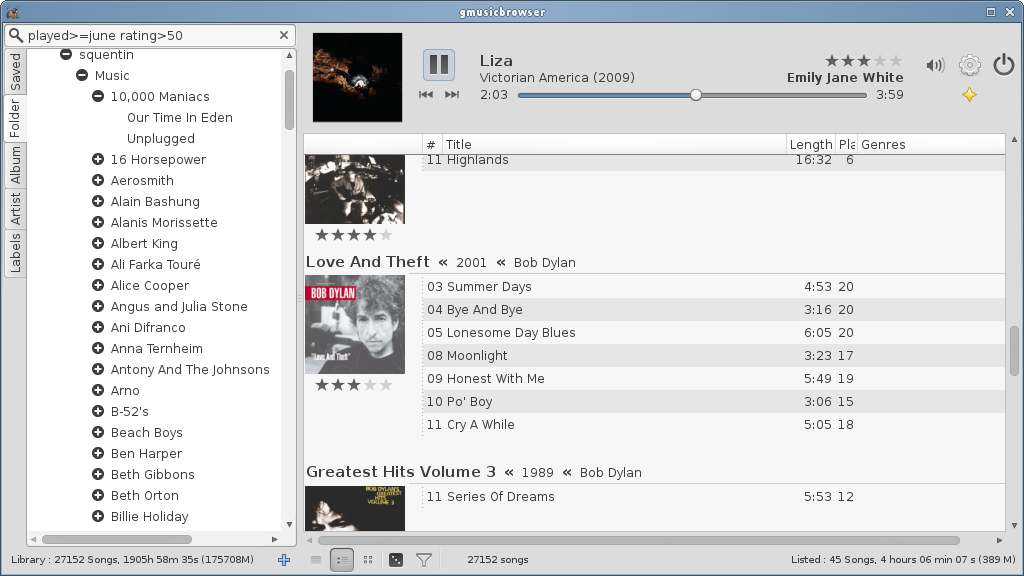 gmusicbrowser
played>=june rating>50
Saved
Folder
Album
Artist
Labels
squentin
Music
10,000 Maniacs
Our Time In Eden
Unplugged
16 Horsepower
Aerosmith
Alain Bashung
Alanis Morissette
Albert King
Ali Farka Touré
Alice Cooper
Angus and Julia Stone
Ani Difranco
Anna Ternheim
Antony And The Johnsons
Arno
B-52's
Beach Boys
Ben Harper
Beth Gibbons
Beth Orton
Billie Holiday
Liza
Victorian America (2009)
Emily Jane White
2:03 3:59
# Title Length Pla Genres
11 Highlands 16:32 6
Love And Theft « 2001 « Bob Dylan
BOB DYLAN
"Love And Theft"
03 Summer Days 4:53 20
04 Bye And Bye 3:16 20
05 Lonesome Day Blues 6:05 20
08 Moonlight 3:23 17
09 Honest With Me 5:49 19
10 Po' Boy 3:06 15
11 Cry A While 5:05 18
Greatest Hits Volume 3 « 1989 « Bob Dylan
BOB DYLAN'S
GREATEST
HITS
VOLUME 3
11 Series Of Dreams 5:53 12
Library : 27152 Songs, 1905h 58m 35s (175708M)
27152 songs
Listed : 45 Songs, 4 hours 06 min 07 s (389 M)